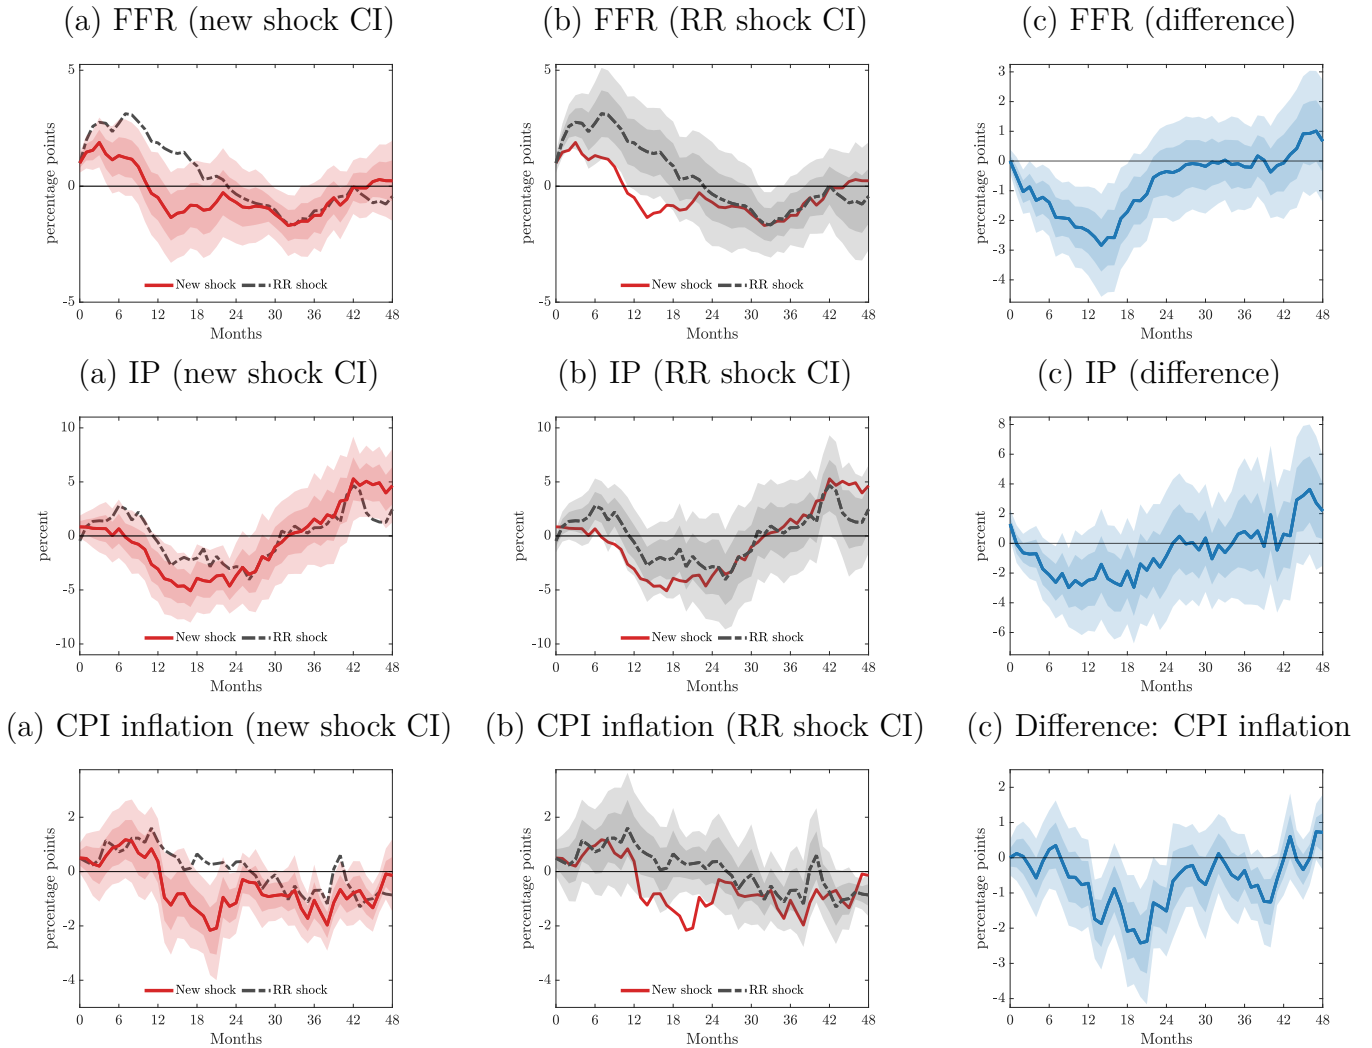 (a) FFR (new shock CI)
(b) FFR (RR shock CI)
(c) FFR (difference)
percentage points
5
0
-5
New shock
RR shock
0 6 12 18 24 30 36 42 48
Months
percentage points
5
0
-5
New shock
RR shock
0 6 12 18 24 30 36 42 48
Months
percentage points
3
2
1
0
-1
-2
-3
-4
0 6 12 18 24 30 36 42 48
Months
(a) IP (new shock CI)
(b) IP (RR shock CI)
(c) IP (difference)
percent
10
5
0
-5
-10
New shock
RR shock
0 6 12 18 24 30 36 42 48
Months
percent
10
5
0
-5
-10
New shock
RR shock
0 6 12 18 24 30 36 42 48
Months
percent
8
6
4
2
0
-2
-4
-6
0 6 12 18 24 30 36 42 48
Months
(a) CPI inflation (new shock CI)
(b) CPI inflation (RR shock CI)
(c) Difference: CPI inflation
percentage points
2
0
-2
-4
New shock
RR shock
0 6 12 18 24 30 36 42 48
Months
percentage points
2
0
-2
-4
New shock
RR shock
0 6 12 18 24 30 36 42 48
Months
percentage points
2
1
0
-1
-2
-3
-4
0 6 12 18 24 30 36 42 48
Months